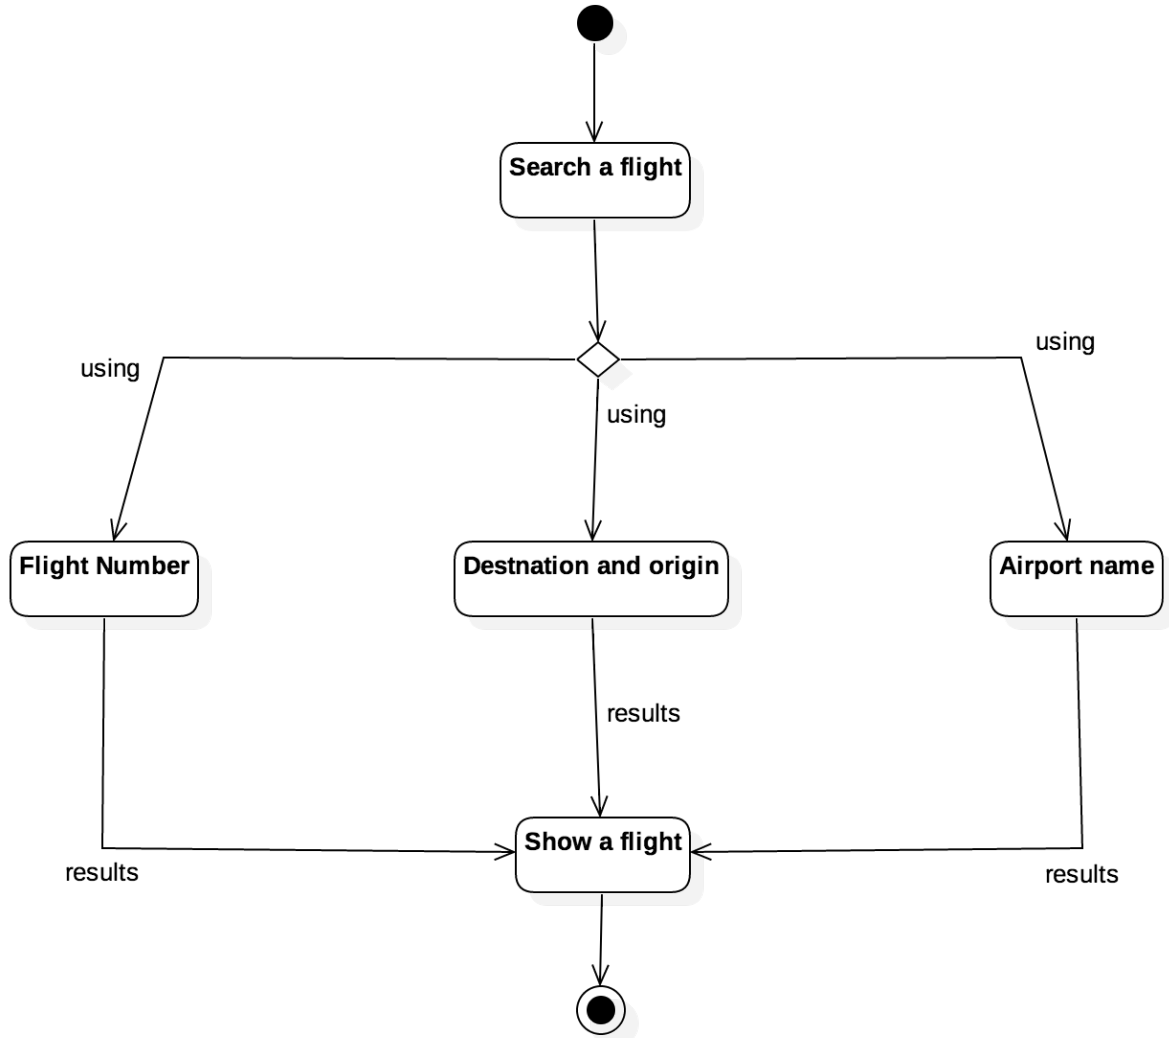 Search a flight
using
using
using
Flight Number
Destnation and origin
Airport name
results
Show a flight
results
results